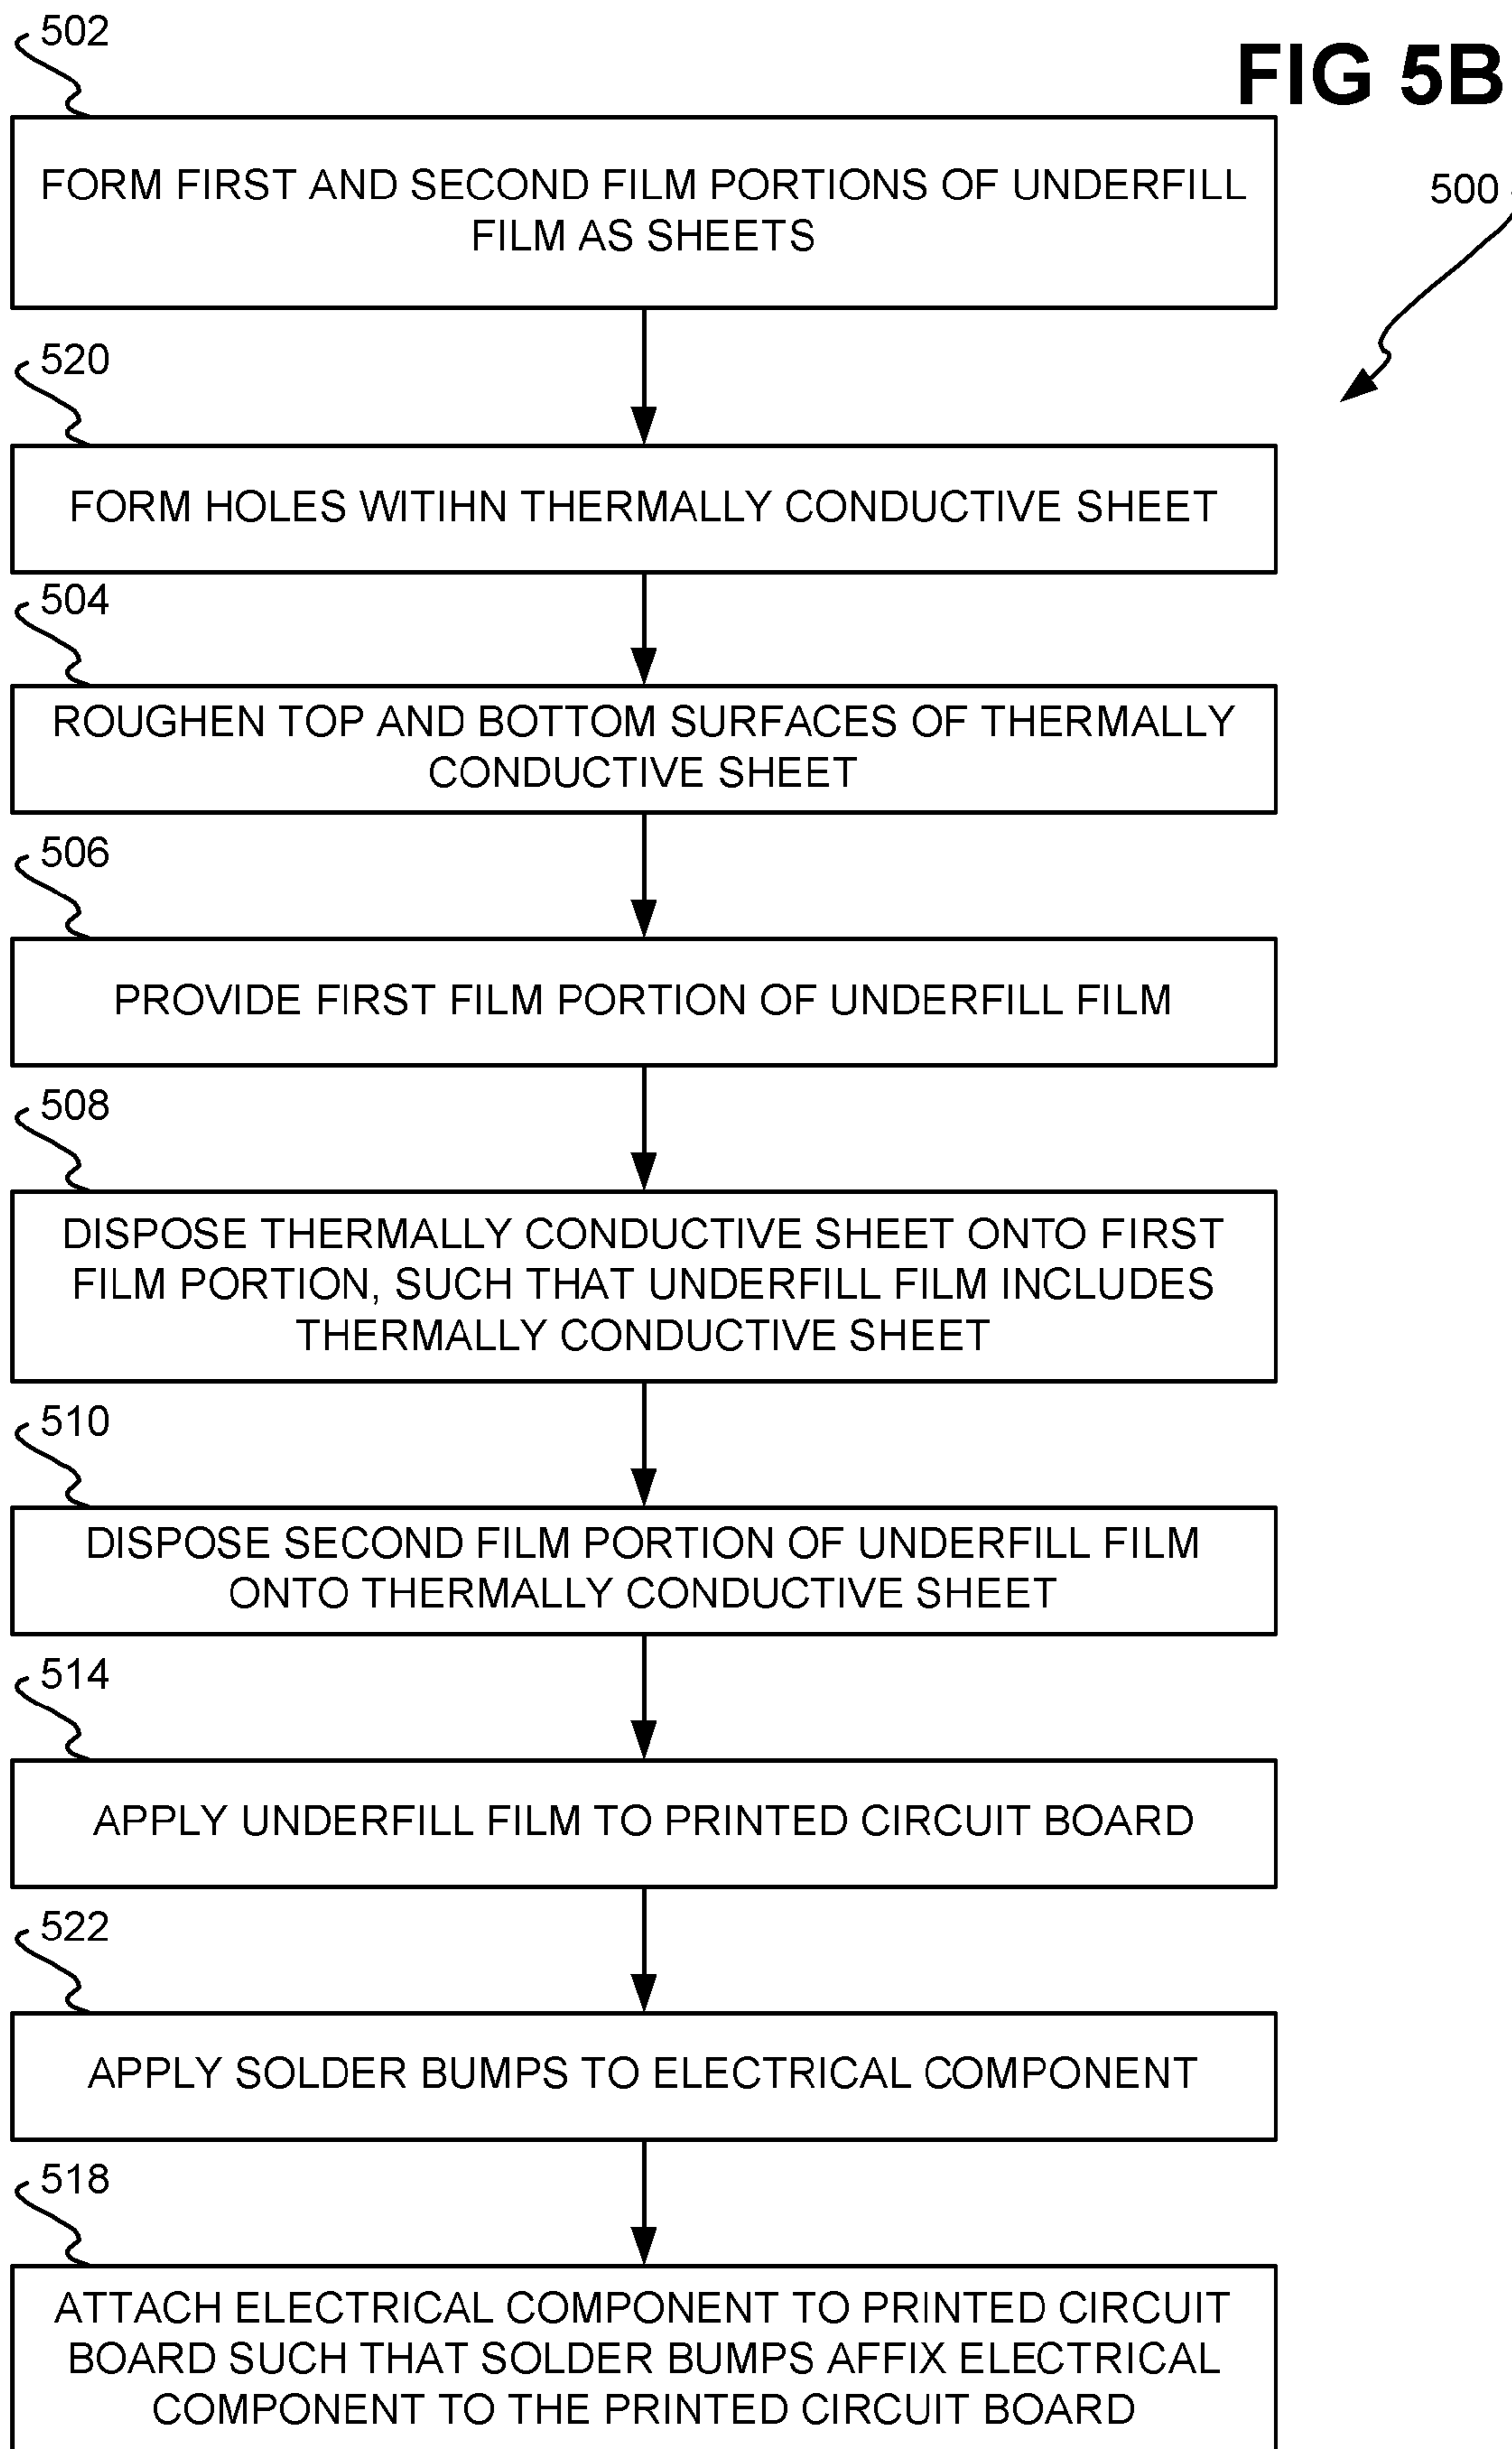 502
FIG 5B
FORM FIRST AND SECOND FILM PORTIONS OF UNDERFILL
FILM AS SHEETS
500
520
FORM HOLES WITIHN THERMALLY CONDUCTIVE SHEET
504
ROUGHEN TOP AND BOTTOM SURFACES OF THERMALLY
CONDUCTIVE SHEET
506
PROVIDE FIRST FILM PORTION OF UNDERFILL FILM
508
DISPOSE THERMALLY CONDUCTIVE SHEET ONTO FIRST
FILM PORTION, SUCH THAT UNDERFILL FILM INCLUDES
THERMALLY CONDUCTIVE SHEET
510
DISPOSE SECOND FILM PORTION OF UNDERFILL FILM
ONTO THERMALLY CONDUCTIVE SHEET
514
APPLY UNDERFILL FILM TO PRINTED CIRCUIT BOARD
522
APPLY SOLDER BUMPS TO ELECTRICAL COMPONENT
518
ATTACH ELECTRICAL COMPONENT TO PRINTED CIRCUIT
BOARD SUCH THAT SOLDER BUMPS AFFIX ELECTRICAL
COMPONENT TO THE PRINTED CIRCUIT BOARD